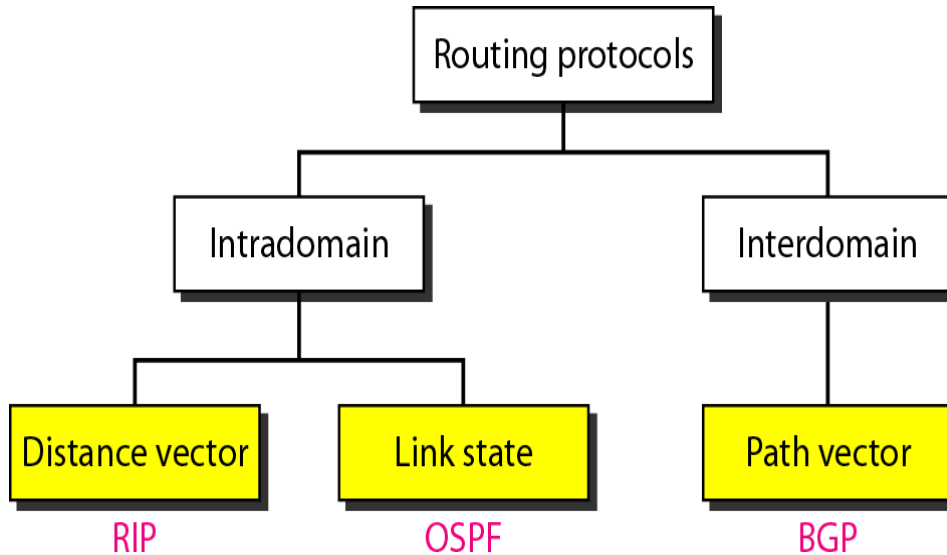 Routing protocols
Intradomain
Interdomain
Distance vector
Link state
Path vector
RIP
OSPF
BGP